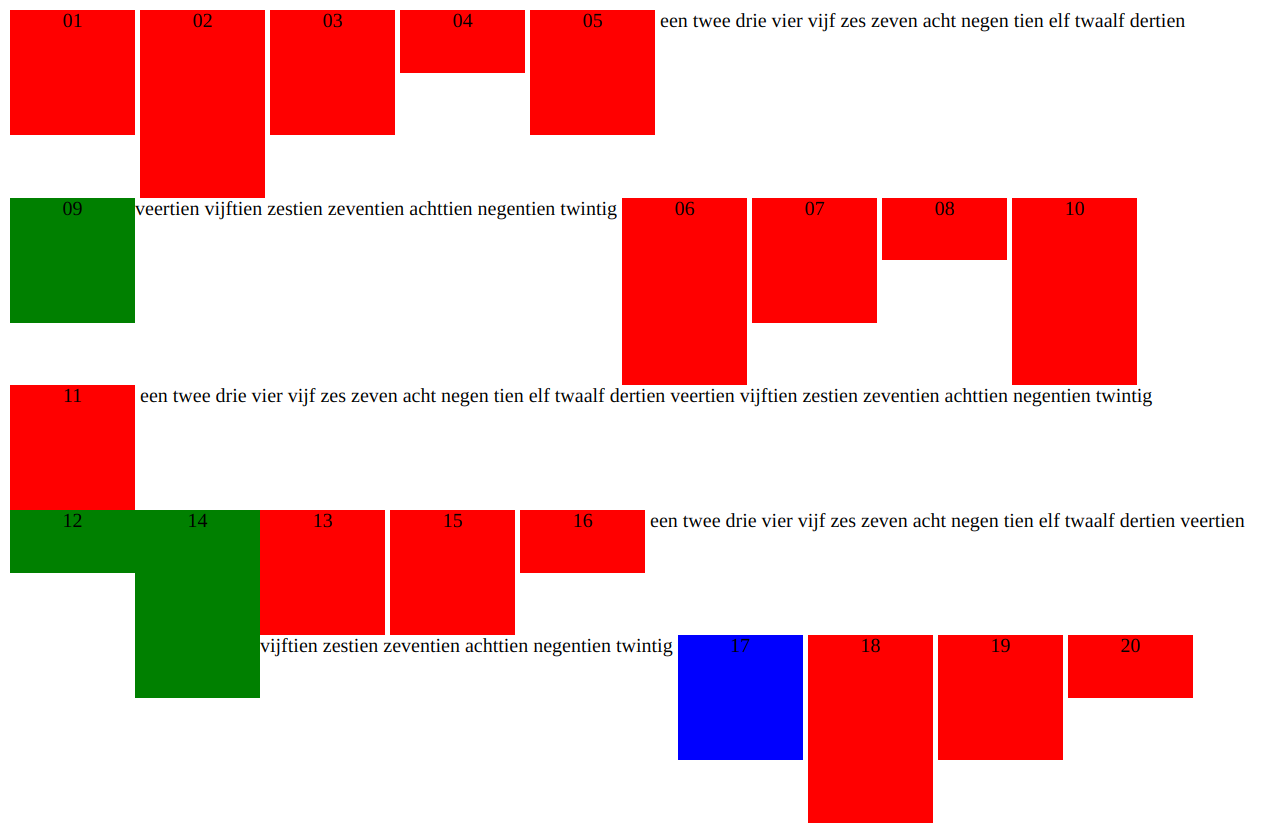 01 02 03 04 05 een twee drie vier vijf zes zeven acht negen tien elf twaalf dertien
09 veertien vijftien zestien zeventien achttien negentien twintig 06 07 08 10
11 een twee drie vier vijf zes zeven acht negen tien elf twaalf dertien veertien vijftien zestien zeventien achttien negentien twintig
12 14 13 15 16 een twee drie vier vijf zes zeven acht negen tien elf twaalf dertien veertien
vijftien zestien zeventien achttien negentien twintig 17 18 19 20